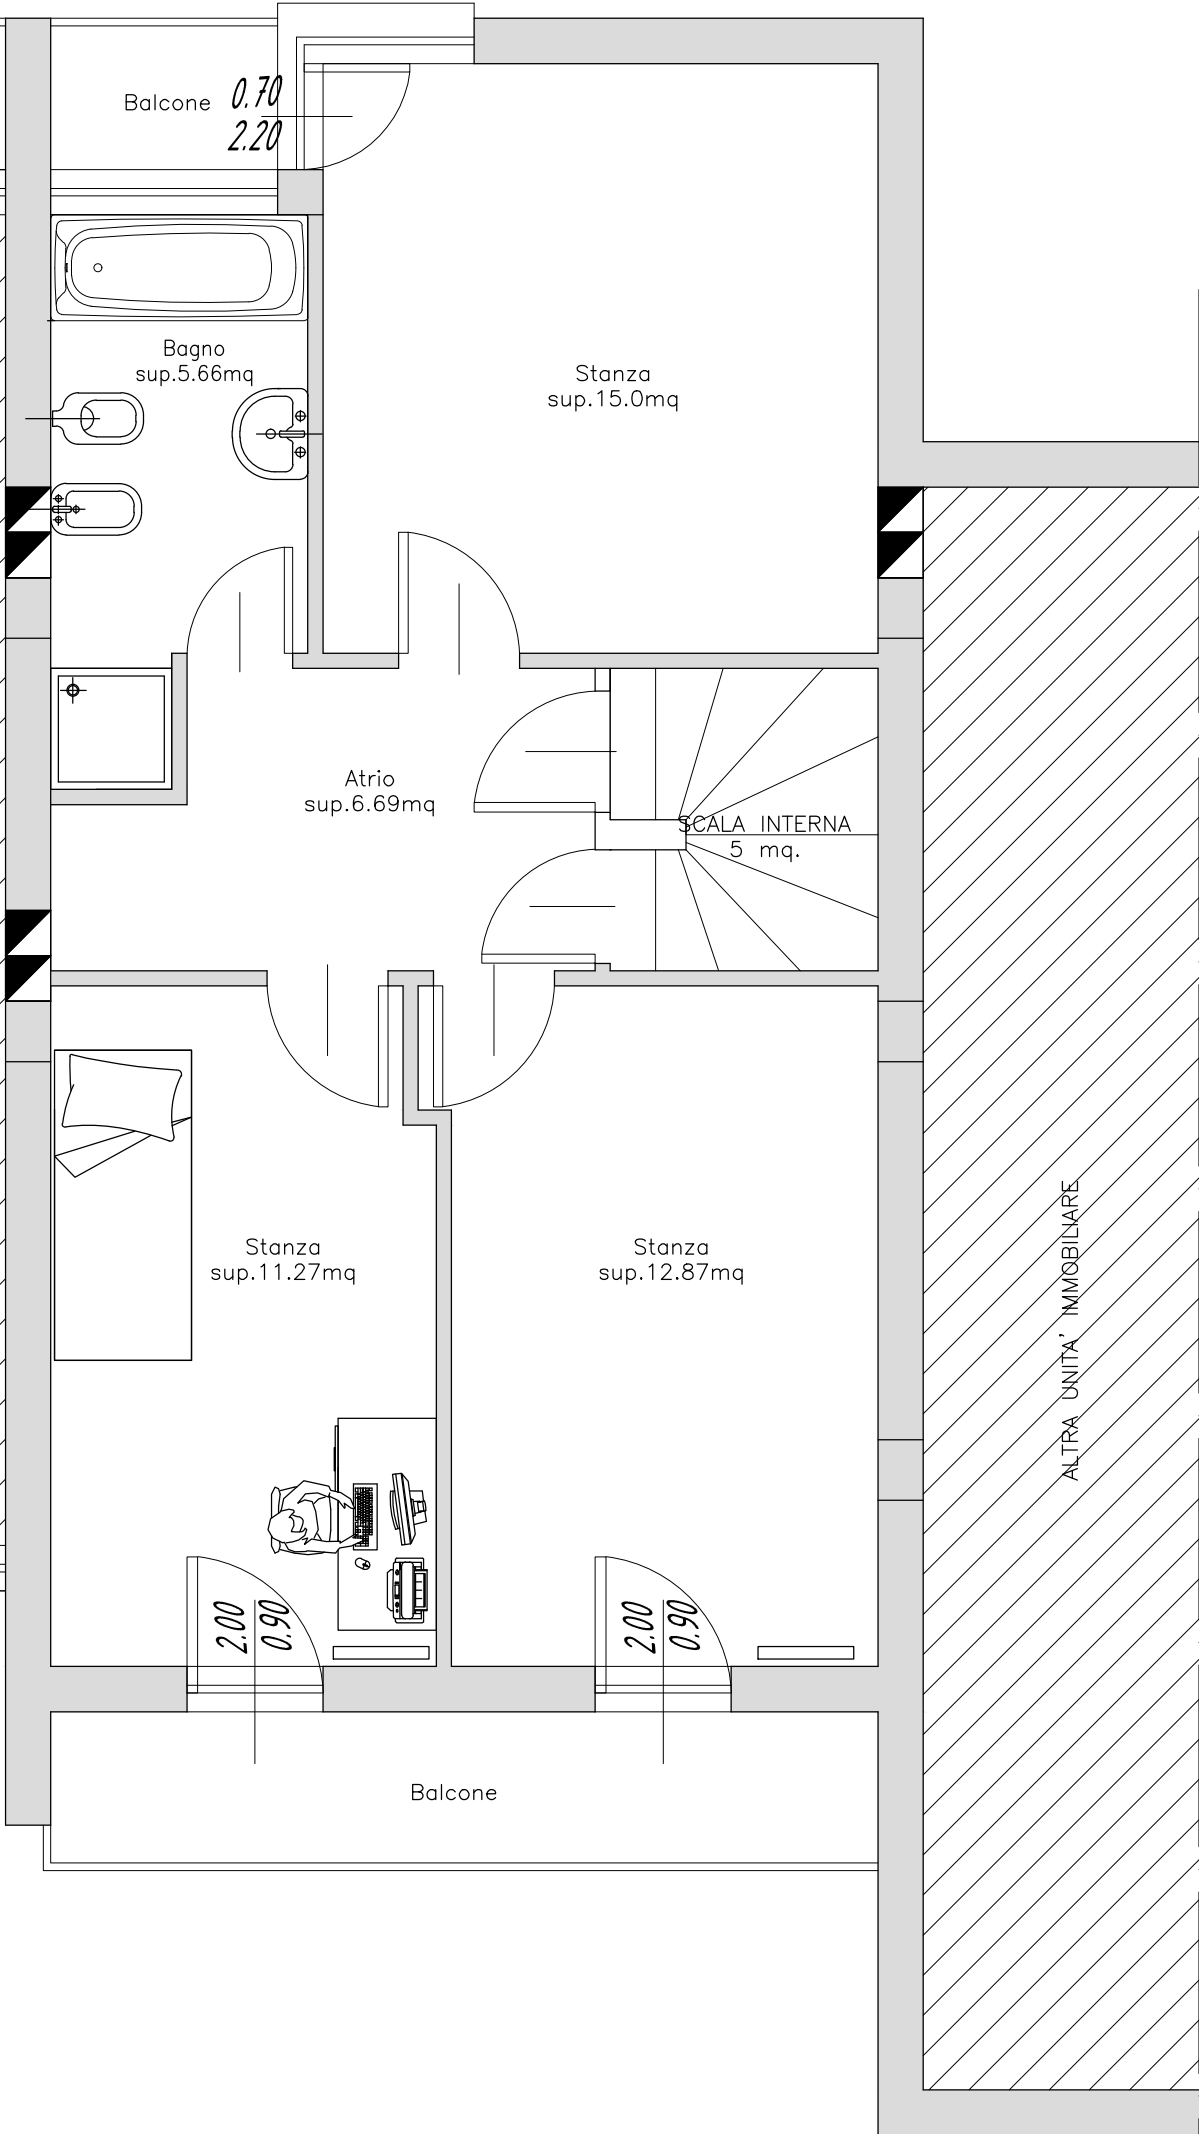 Balcone
0.70
2.20
Bagno
sup.5.66mq
Stanza
sup.15.0mq
Atrio
sup.6.69mq
SCALA INTERNA
5 mq.
Stanza
sup.11.27mq
Stanza
sup.12.87mq
ALTRA UNITA' IMMOBILIARE
2.00
0.90
2.00
0.90
Balcone